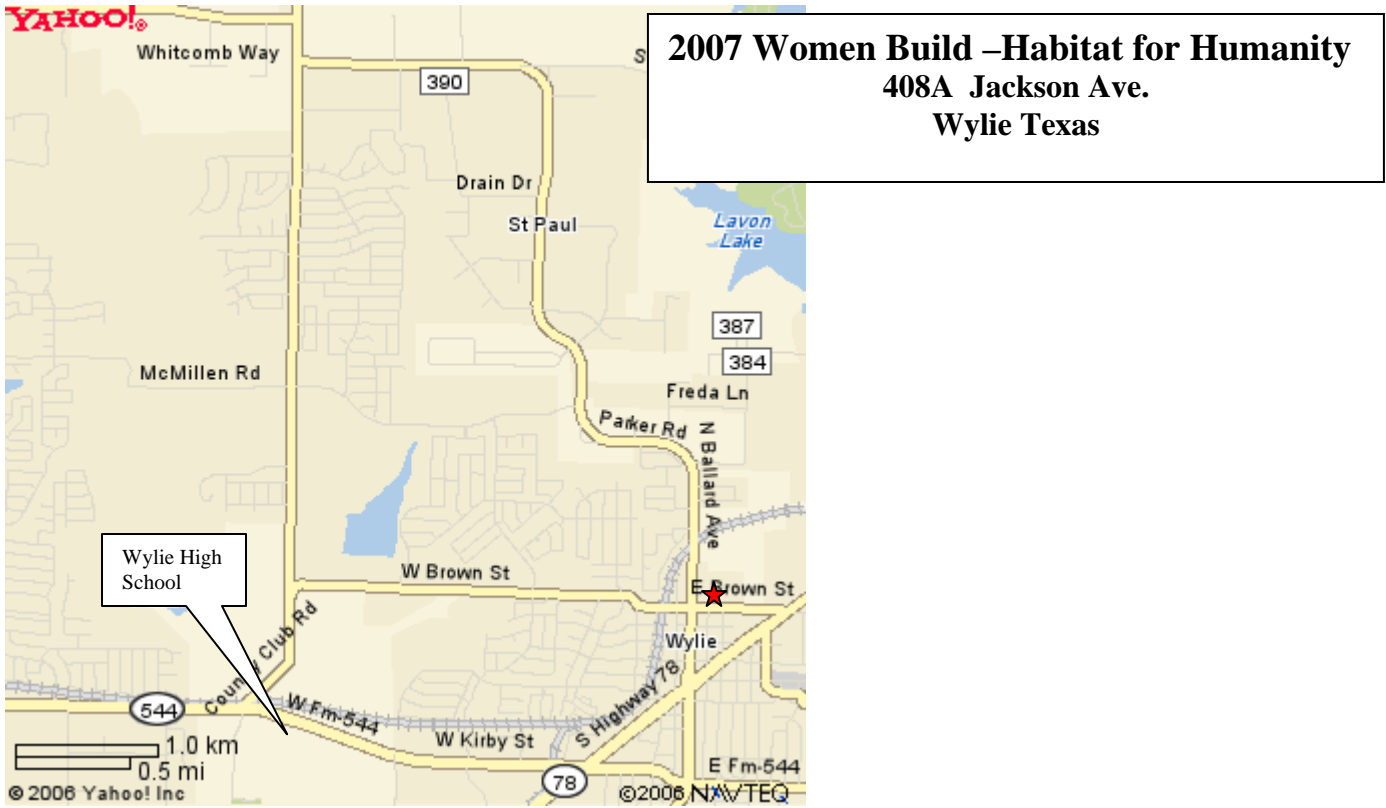 YAHOO!®
2007 Women Build –Habitat for Humanity
408A Jackson Ave.
Wylie Texas
Whitcomb Way
S
390
Drain Dr
St Paul
Lavon
Lake
387
384
McMillen Rd
Freda Ln
Parker Rd
N Ballard Ave
Wylie High
School
W Brown St
E Brown St
Country Club Rd
Wylie
S Highway 78
544
W Fm-544
W Kirby St
1.0 km
0.5 mi
78
E Fm-544
© 2006 Yahoo! Inc
©2006 NAVTEQ